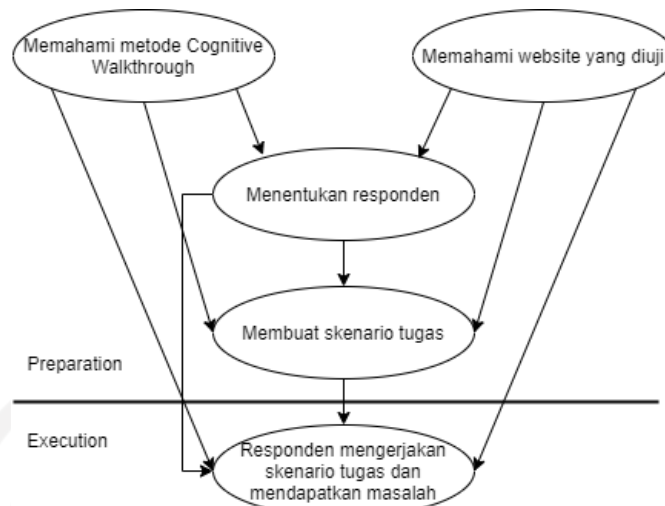 Memahami metode Cognitive
Walkthrough
Memahami website yang diuji
Menentukan responden
Membuat skenario tugas
Preparation
Execution
Responden mengerjakan
skenario tugas dan
mendapatkan masalah